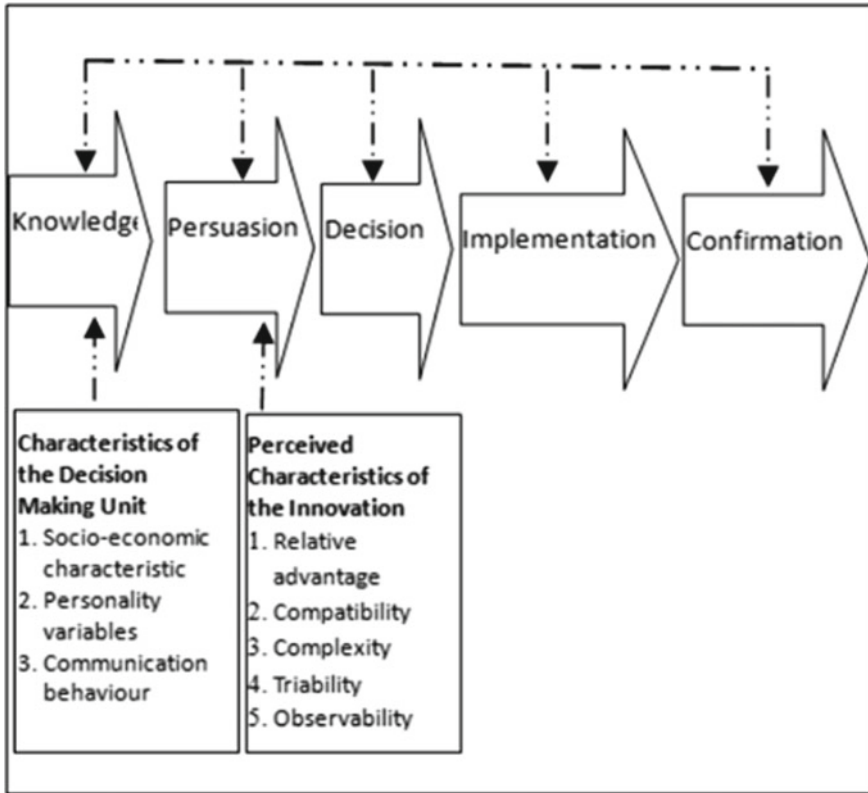 Knowledge
Persuasion
Decision
Implementation
Confirmation
Characteristics of
the Decision
Making Unit
1. Socio-economic
characteristic
2. Personality
variables
3. Communication
behaviour
Perceived
Characteristics of
the Innovation
1. Relative
advantage
2. Compatibility
3. Complexity
4. Triability
5. Observability